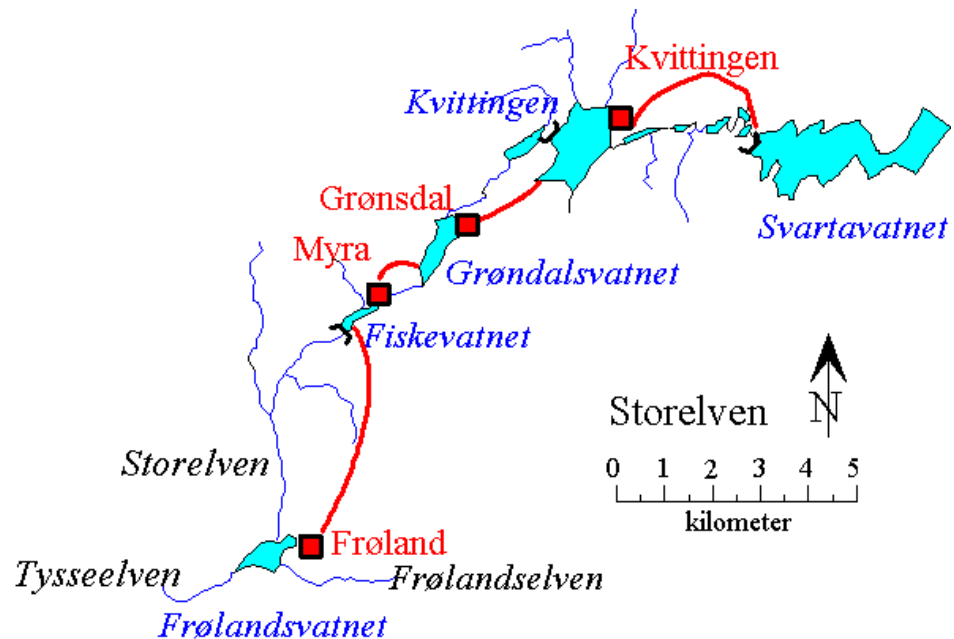 Kvittingen
Kvittingen
Grønsdal
Svartavatnet
Myra
Grøndalsvatnet
Fiskevatnet
Storelven
N
0 1 2 3 4 5
kilometer
Storelven
Frøland
Tysseelven
Frølandselven
Frølandsvatnet